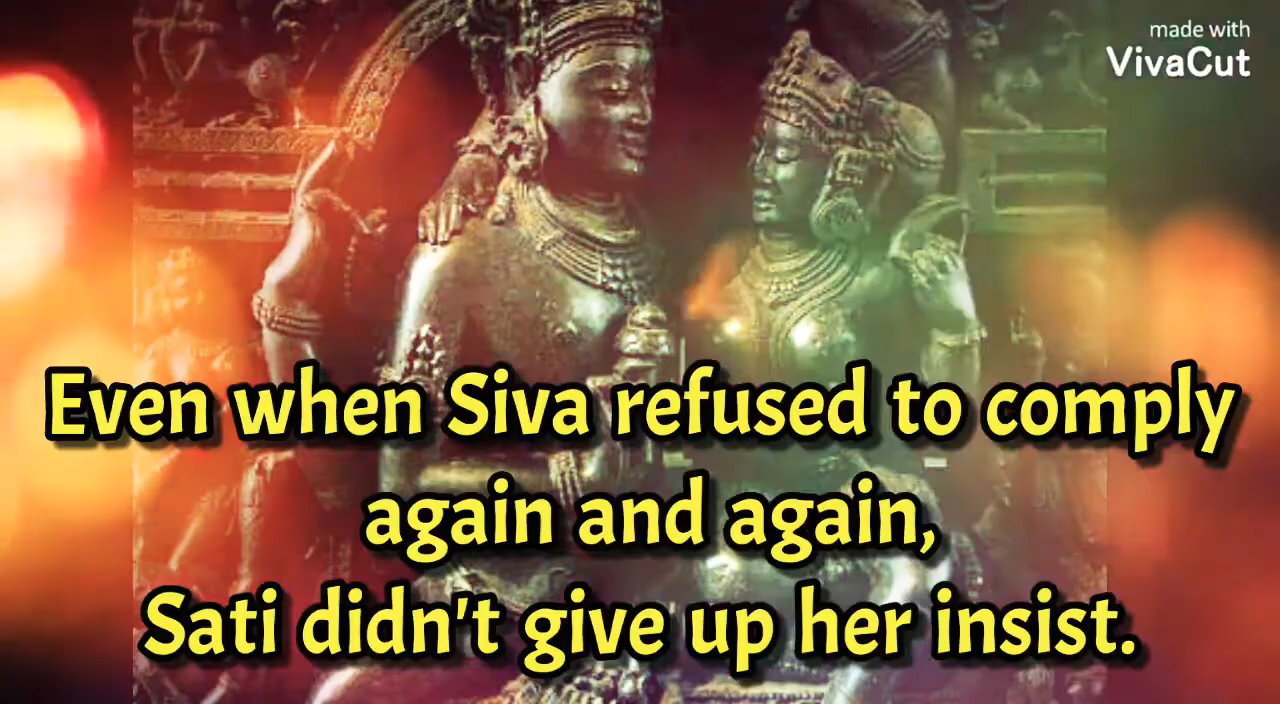 made with
VivaCut
Even when Siva refused to comply
again and again,
Sati didn't give up her insist.